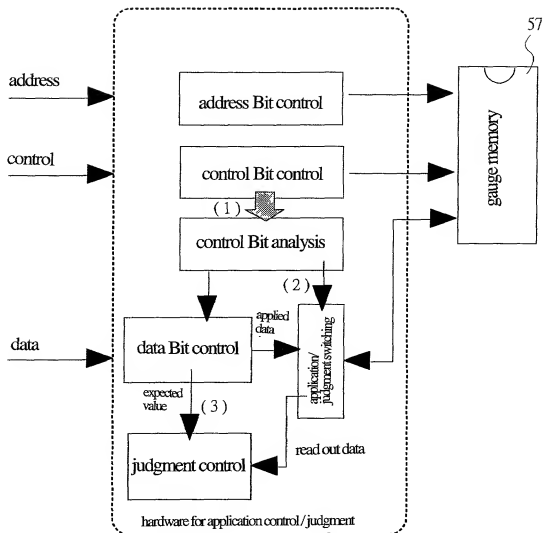 57
address
address Bit control
gauge memory
control
control Bit control
(1)
control Bit analysis
(2)
data
data Bit control
applied
data
application/
judgment switching
expected
value
(3)
read out data
judgment control
hardware for application control/judgment